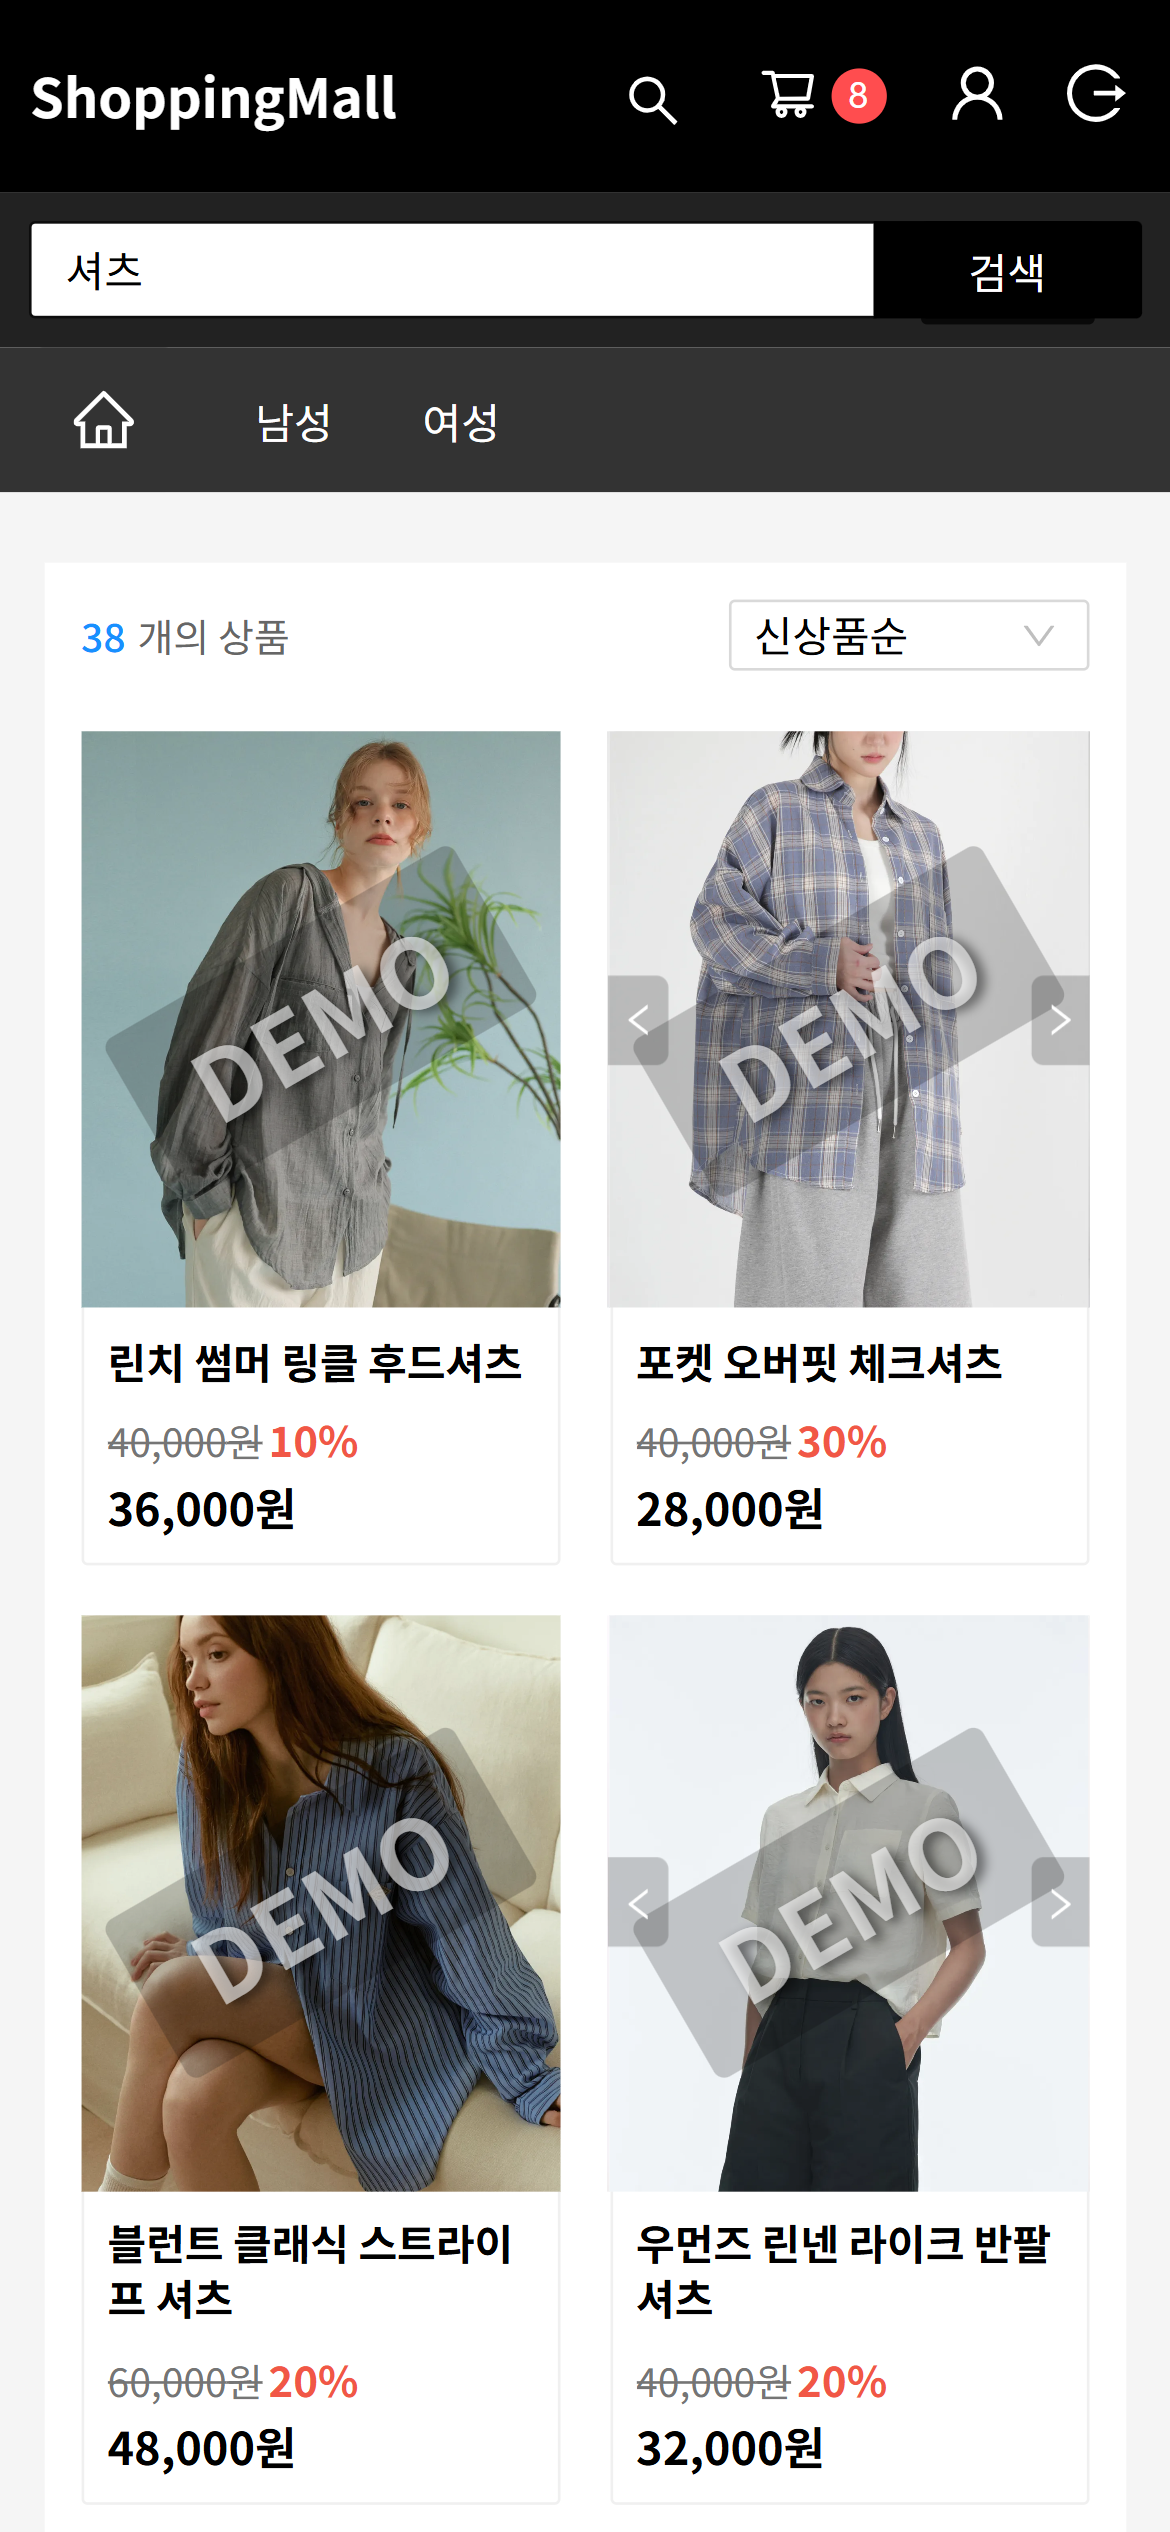 ShoppingMall
8
셔츠
검색
남성
여성
38 개의 상품
신상품순
DEMO
DEMO
린치 썸머 링클 후드셔츠
40,000원 10%
36,000원
포켓 오버핏 체크셔츠
40,000원 30%
28,000원
DEMO
DEMO
블런트 클래식 스트라이
프 셔츠
60,000원 20%
48,000원
우먼즈 린넨 라이크 반팔
셔츠
40,000원 20%
32,000원